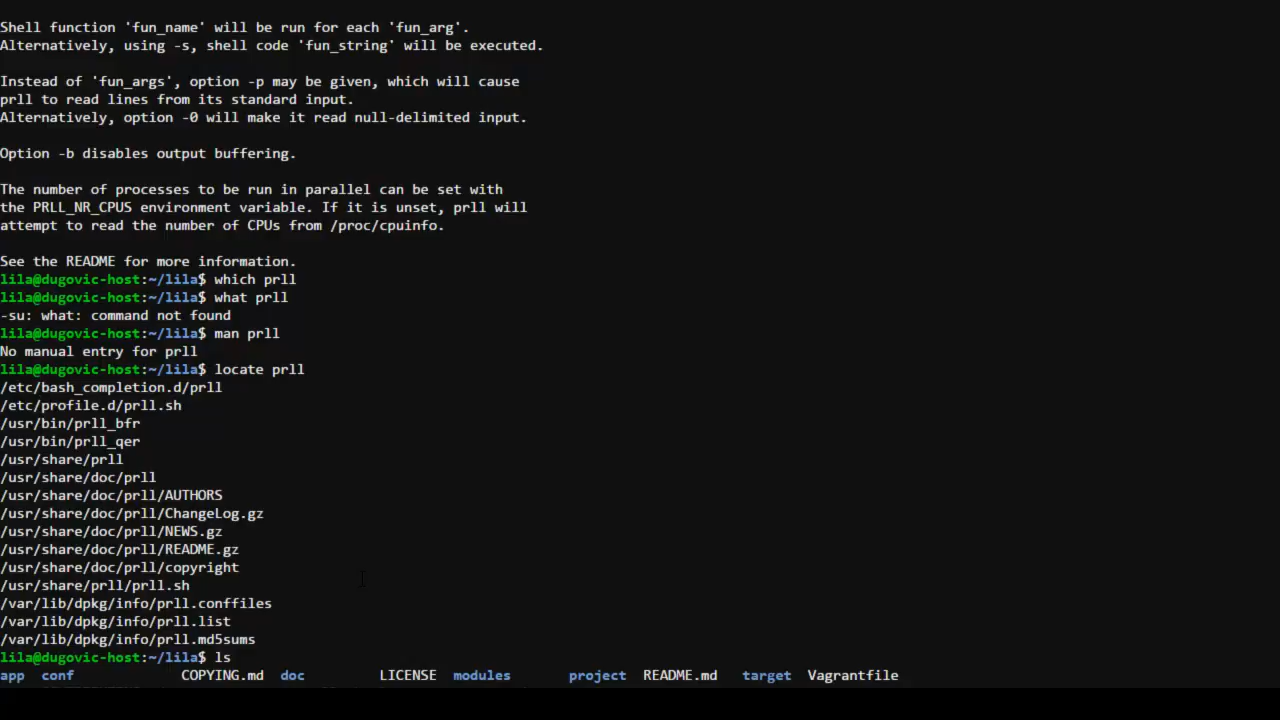 Shell function 'fun_name' will be run for each 'fun_arg'.
Alternatively, using -s, shell code 'fun_string' will be executed.
Instead of 'fun_args', option -p may be given, which will cause
prll to read lines from its standard input.
Alternatively, option -0 will make it read null-delimited input.
Option -b disables output buffering.
The number of processes to be run in parallel can be set with
the PRLL_NR_CPUS environment variable. If it is unset, prll will
attempt to read the number of CPUs from /proc/cpuinfo.
See the README for more information.
lila@dugovic-host:~/lila$ which prll
lila@dugovic-host:~/lila$ what prll
-su: what: command not found
lila@dugovic-host:~/lila$ man prll
No manual entry for prll
lila@dugovic-host:~/lila$ locate prll
/etc/bash_completion.d/prll
/etc/profile.d/prll.sh
/usr/bin/prll_bfr
/usr/bin/prll_qer
/usr/share/prll
/usr/share/doc/prll
/usr/share/doc/prll/AUTHORS
/usr/share/doc/prll/ChangeLog.gz
/usr/share/doc/prll/NEWS.gz
/usr/share/doc/prll/README.gz
/usr/share/doc/prll/copyright
/usr/share/prll/prll.sh
/var/lib/dpkg/info/prll.conffiles
/var/lib/dpkg/info/prll.list
/var/lib/dpkg/info/prll.md5sums
lila@dugovic-host:~/lila$ ls
app conf COPYING.md doc LICENSE modules project README.md target Vagrantfile